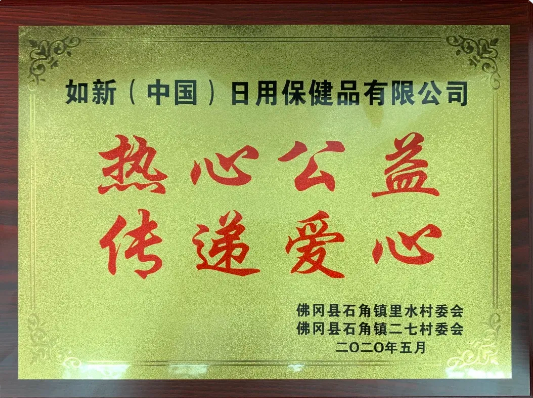 如新（中国）日用保健品有限公司
热心公益
传递爱心
佛冈县石角镇里水村委会
佛冈县石角镇二七村委会
二〇二〇年五月